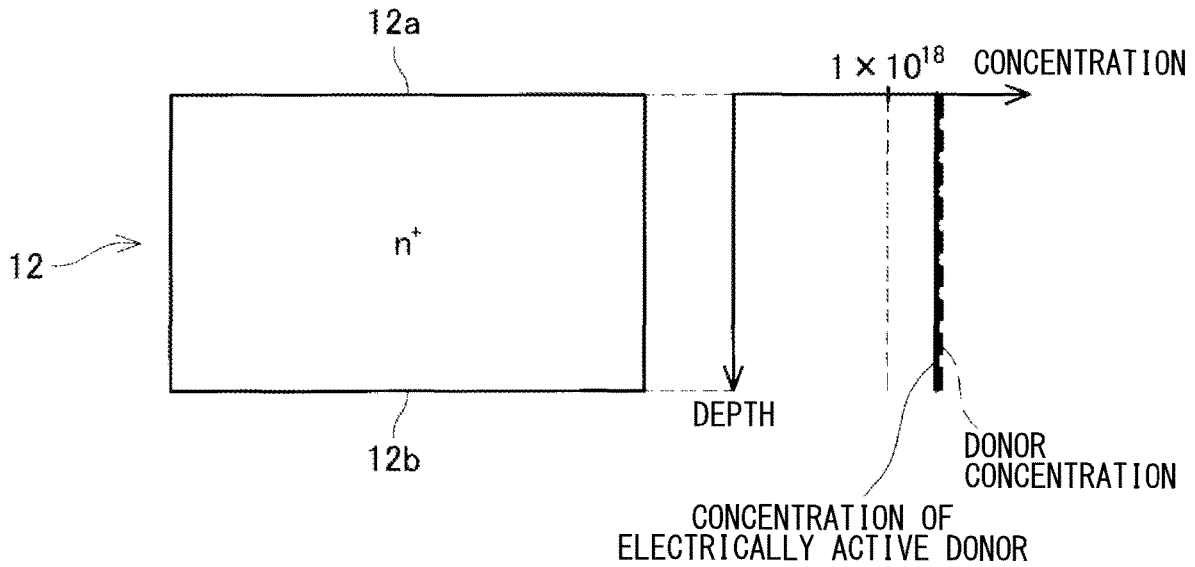 12a
1 × 10¹⁸ CONCENTRATION
n⁺
12
DEPTH
12b
DONOR
CONCENTRATION
CONCENTRATION OF
ELECTRICALLY ACTIVE DONOR